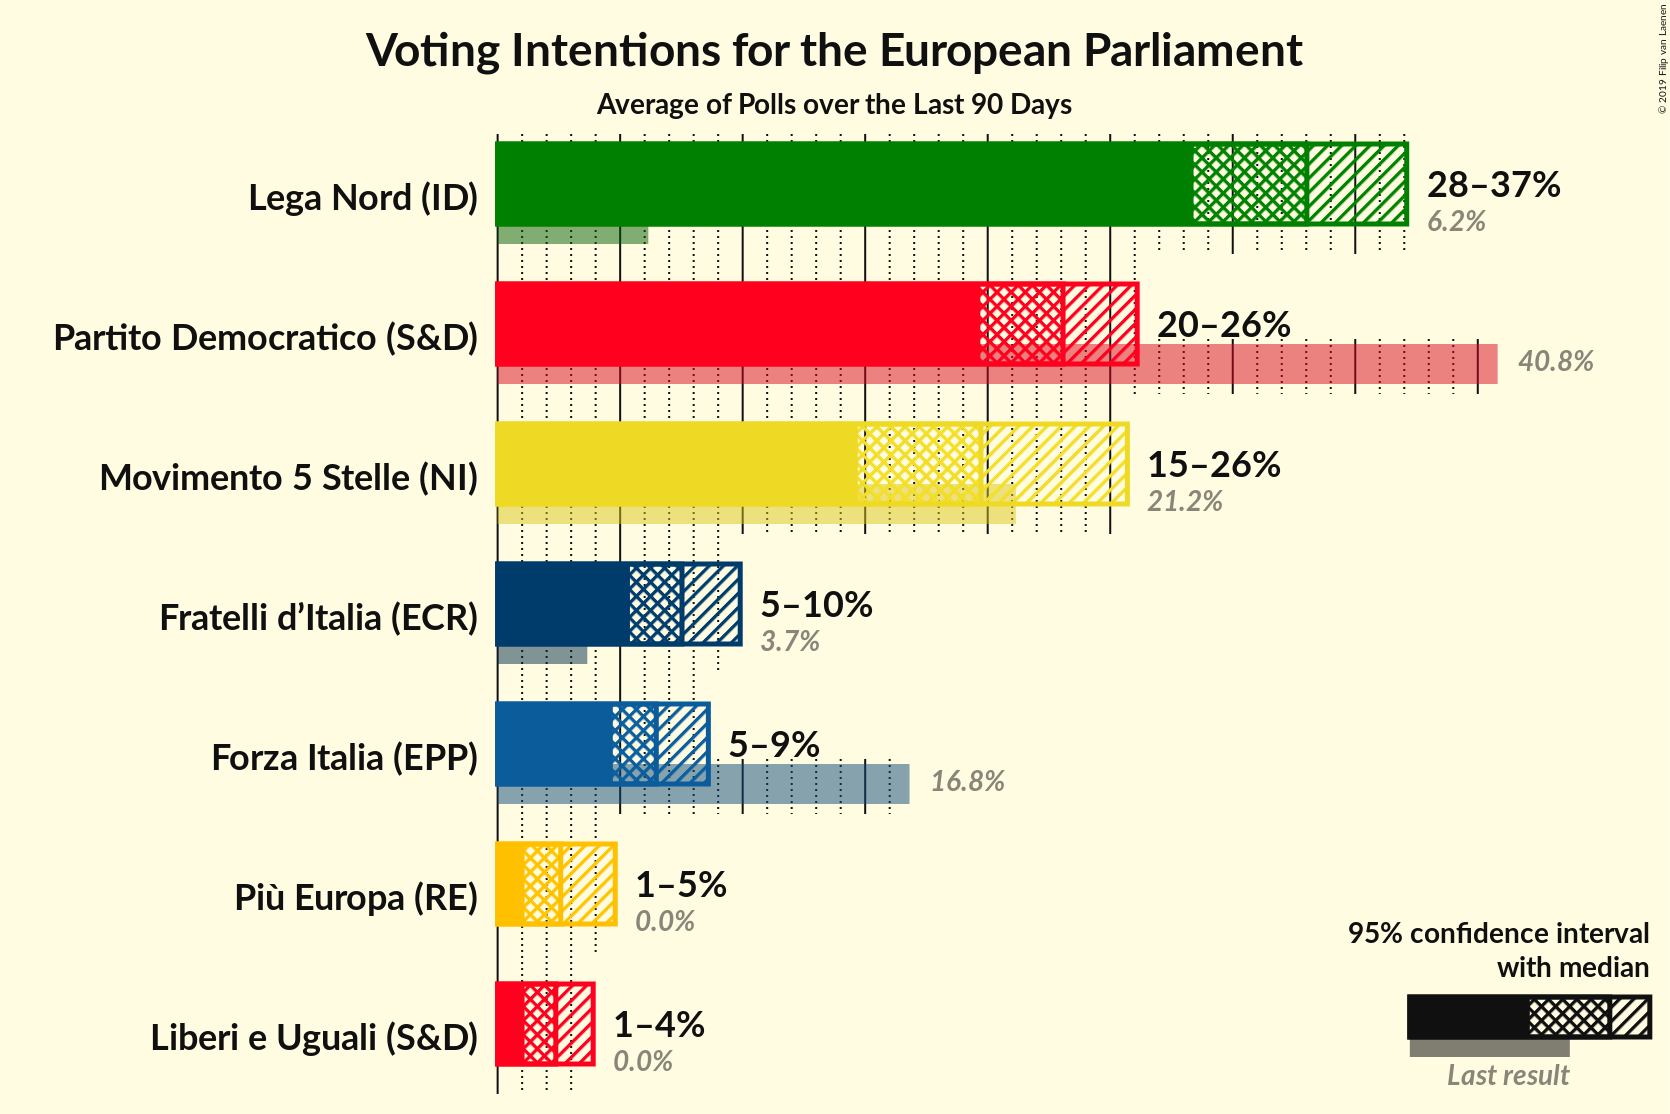 © 2019 Filip van Laenen
Voting Intentions for the European Parliament
Average of Polls over the Last 90 Days
Lega Nord (ID)
28–37%
6.2%
Partito Democratico (S&D)
20–26%
40.8%
Movimento 5 Stelle (NI)
15–26%
21.2%
Fratelli d’Italia (ECR)
5–10%
3.7%
Forza Italia (EPP)
5–9%
16.8%
Più Europa (RE)
1–5%
0.0%
Liberi e Uguali (S&D)
1–4%
0.0%
95% confidence interval
with median
Last result